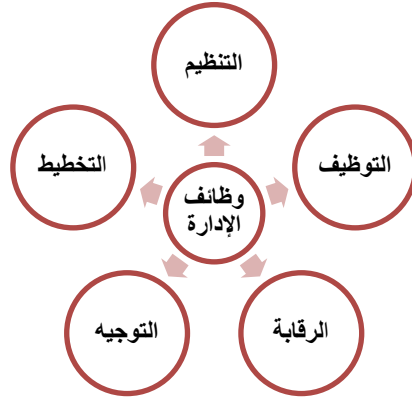 التنظيم
التوظيف
التخطيط
وظائف
الإدارة
الرقابة
التوجيه